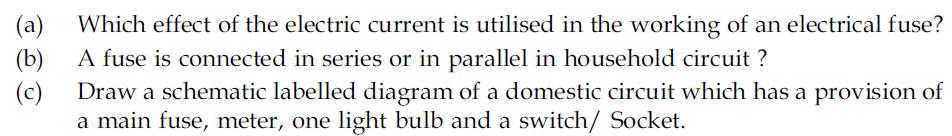 (a) Which effect of the electric current is utilised in the working of an electrical fuse?
(b) A fuse is connected in series or in parallel in household circuit ?
(c) Draw a schematic labelled diagram of a domestic circuit which has a provision of
a main fuse, meter, one light bulb and a switch/ Socket.